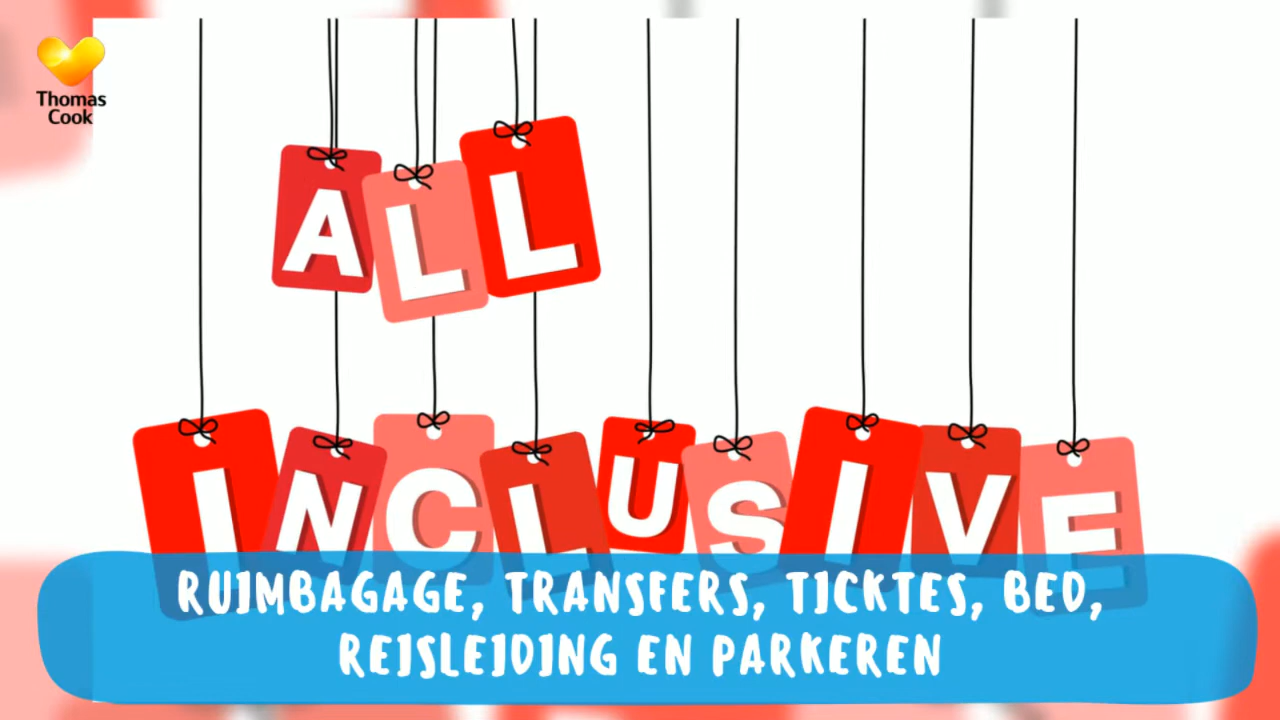 Thomas
Cook
ALL
INCLUSIVE
RUIMBAGAGE, TRANSFERS, TICKTES, BED,
REISLEIDING EN PARKEREN